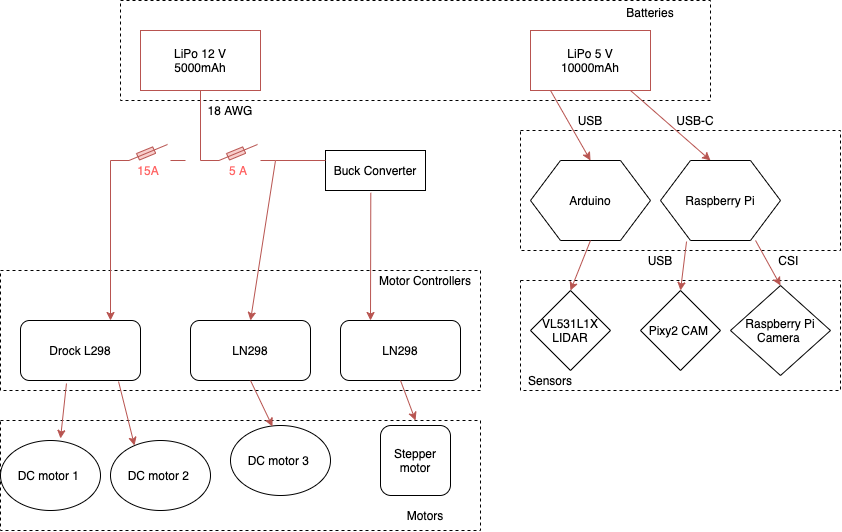 Batteries
LiPo 12 V
5000mAh
LiPo 5 V
10000mAh
18 AWG
USB
USB-C
15A
5 A
Buck Converter
Arduino
Raspberry Pi
USB
CSI
Motor Controllers
Drock L298
LN298
LN298
VL531L1X
LIDAR
Pixy2 CAM
Raspberry Pi
Camera
Sensors
DC motor 1
DC motor 2
DC motor 3
Stepper
motor
Motors